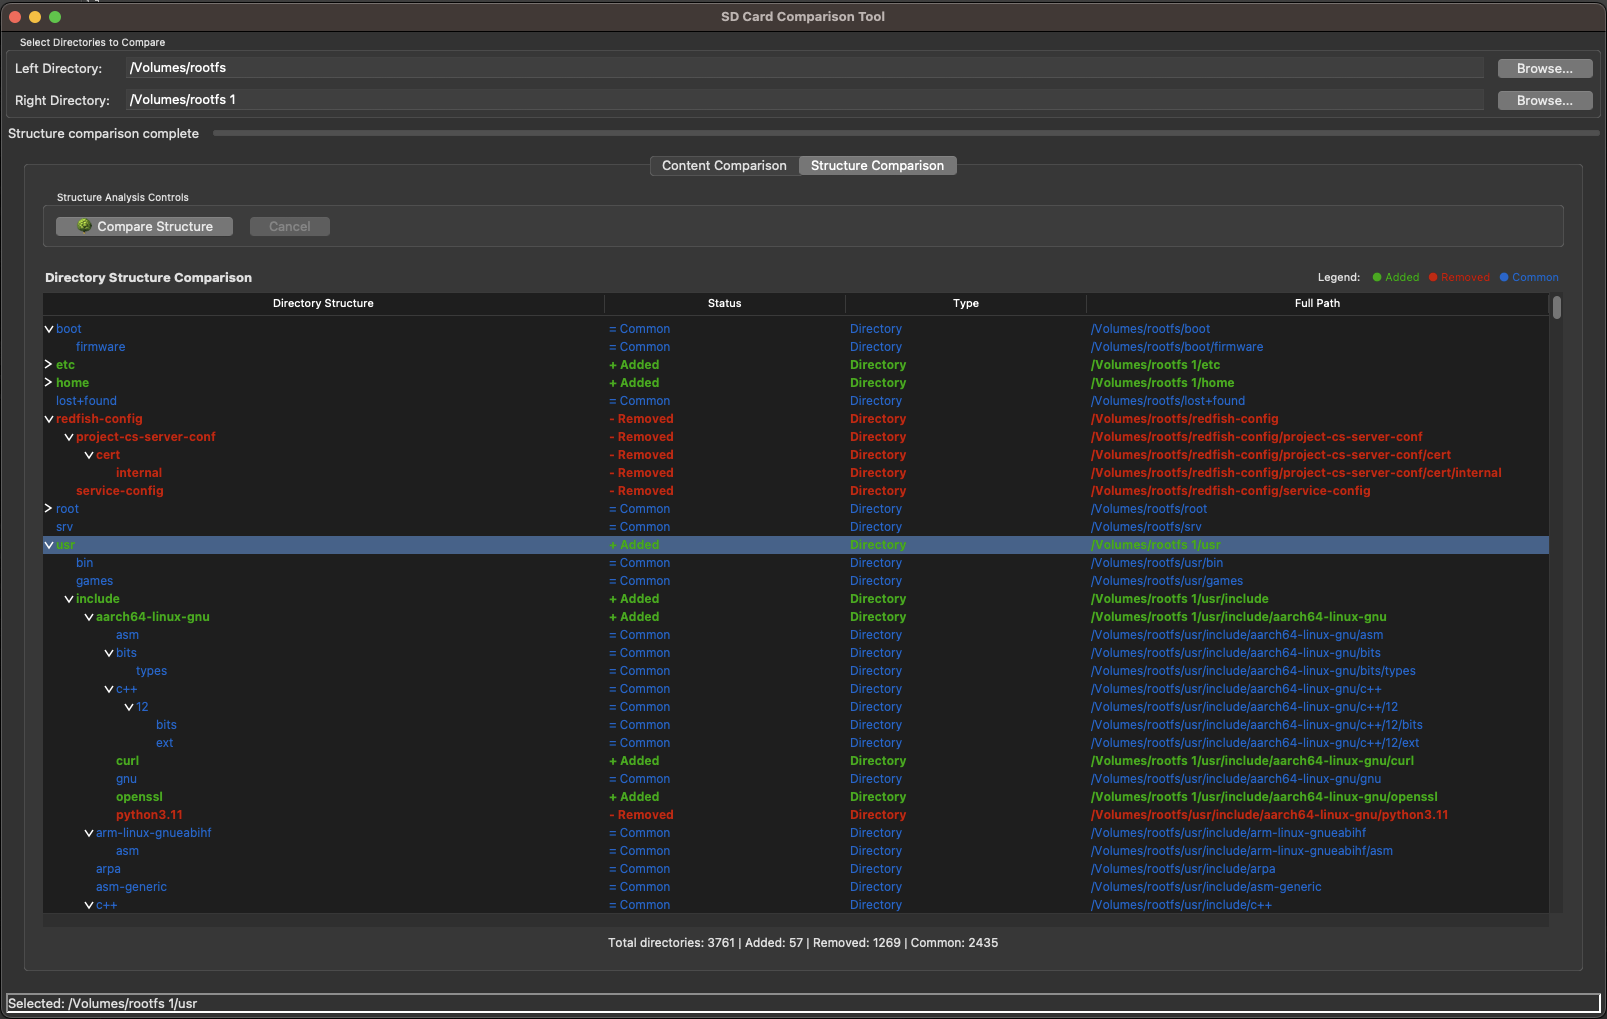 SD Card Comparison Tool
Select Directories to Compare
Left Directory: /Volumes/rootfs Browse...
Right Directory: /Volumes/rootfs 1 Browse...
Structure comparison complete
Content Comparison Structure Comparison
Structure Analysis Controls
Compare Structure Cancel
Directory Structure Comparison Legend: Added Removed Common
Directory Structure Status Type Full Path
boot = Common Directory /Volumes/rootfs/boot
firmware = Common Directory /Volumes/rootfs/boot/firmware
etc + Added Directory /Volumes/rootfs 1/etc
home + Added Directory /Volumes/rootfs 1/home
lost+found = Common Directory /Volumes/rootfs/lost+found
redfish-config - Removed Directory /Volumes/rootfs/redfish-config
project-cs-server-conf - Removed Directory /Volumes/rootfs/redfish-config/project-cs-server-conf
cert - Removed Directory /Volumes/rootfs/redfish-config/project-cs-server-conf/cert
internal - Removed Directory /Volumes/rootfs/redfish-config/project-cs-server-conf/cert/internal
service-config - Removed Directory /Volumes/rootfs/redfish-config/service-config
root = Common Directory /Volumes/rootfs/root
srv = Common Directory /Volumes/rootfs/srv
usr + Added Directory /Volumes/rootfs 1/usr
bin = Common Directory /Volumes/rootfs/usr/bin
games = Common Directory /Volumes/rootfs/usr/games
include + Added Directory /Volumes/rootfs 1/usr/include
aarch64-linux-gnu + Added Directory /Volumes/rootfs 1/usr/include/aarch64-linux-gnu
asm = Common Directory /Volumes/rootfs/usr/include/aarch64-linux-gnu/asm
bits = Common Directory /Volumes/rootfs/usr/include/aarch64-linux-gnu/bits
types = Common Directory /Volumes/rootfs/usr/include/aarch64-linux-gnu/bits/types
c++ = Common Directory /Volumes/rootfs/usr/include/aarch64-linux-gnu/c++
12 = Common Directory /Volumes/rootfs/usr/include/aarch64-linux-gnu/c++/12
bits = Common Directory /Volumes/rootfs/usr/include/aarch64-linux-gnu/c++/12/bits
ext = Common Directory /Volumes/rootfs/usr/include/aarch64-linux-gnu/c++/12/ext
curl + Added Directory /Volumes/rootfs 1/usr/include/aarch64-linux-gnu/curl
gnu = Common Directory /Volumes/rootfs/usr/include/aarch64-linux-gnu/gnu
openssl + Added Directory /Volumes/rootfs 1/usr/include/aarch64-linux-gnu/openssl
python3.11 - Removed Directory /Volumes/rootfs/usr/include/aarch64-linux-gnu/python3.11
arm-linux-gnueabihf = Common Directory /Volumes/rootfs/usr/include/arm-linux-gnueabihf
asm = Common Directory /Volumes/rootfs/usr/include/arm-linux-gnueabihf/asm
arpa = Common Directory /Volumes/rootfs/usr/include/arpa
asm-generic = Common Directory /Volumes/rootfs/usr/include/asm-generic
c++ = Common Directory /Volumes/rootfs/usr/include/c++
Total directories: 3761 | Added: 57 | Removed: 1269 | Common: 2435
Selected: /Volumes/rootfs 1/usr